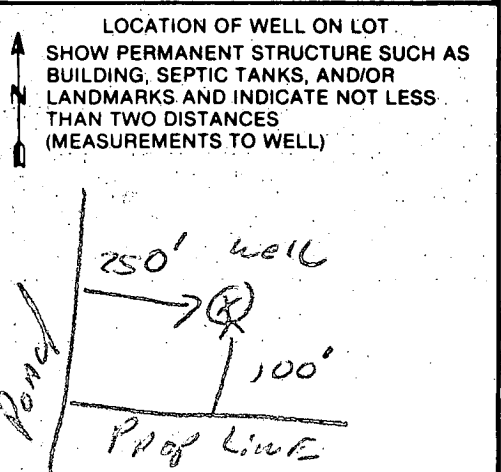 LOCATION OF WELL ON LOT
SHOW PERMANENT STRUCTURE SUCH AS
BUILDING, SEPTIC TANKS, AND/OR
LANDMARKS AND INDICATE NOT LESS
THAN TWO DISTANCES
(MEASUREMENTS TO WELL)
N
250' well
100'
Prop Line